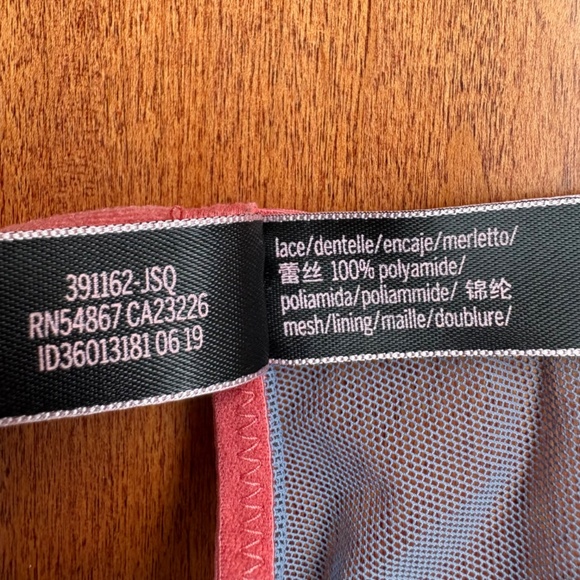 391162-JSQ
RN54867 CA23226
ID36013181 06 19
lace/dentelle/encaje/merletto/
蕾丝 100% polyamide/
poliamida/poliammide/ 锦纶
mesh/lining/maille/doublure/